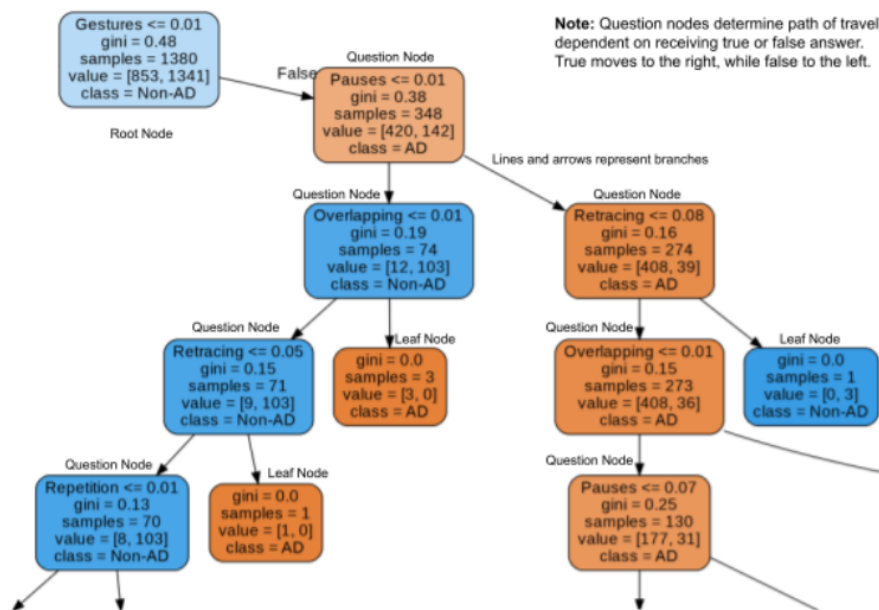 Gestures <= 0.01
gini = 0.48
samples = 1380
value = [853, 1341]
class = Non-AD
Root Node
False
Note: Question nodes determine path of travel
dependent on receiving true or false answer.
True moves to the right, while false to the left.
Question Node
Pauses <= 0.01
gini = 0.38
samples = 348
value = [420, 142]
class = AD
Lines and arrows represent branches
Question Node
Overlapping <= 0.01
gini = 0.19
samples = 74
value = [12, 103]
class = Non-AD
Question Node
Retracing <= 0.08
gini = 0.16
samples = 274
value = [408, 39]
class = AD
Question Node
Retracing <= 0.05
gini = 0.15
samples = 71
value = [9, 103]
class = Non-AD
Leaf Node
gini = 0.0
samples = 3
value = [3, 0]
class = AD
Question Node
Overlapping <= 0.01
gini = 0.15
samples = 273
value = [408, 36]
class = AD
Leaf Node
gini = 0.0
samples = 1
value = [0, 3]
class = Non-AD
Question Node
Repetition <= 0.01
gini = 0.13
samples = 70
value = [8, 103]
class = Non-AD
Leaf Node
gini = 0.0
samples = 1
value = [1, 0]
class = AD
Question Node
Pauses <= 0.07
gini = 0.25
samples = 130
value = [177, 31]
class = AD